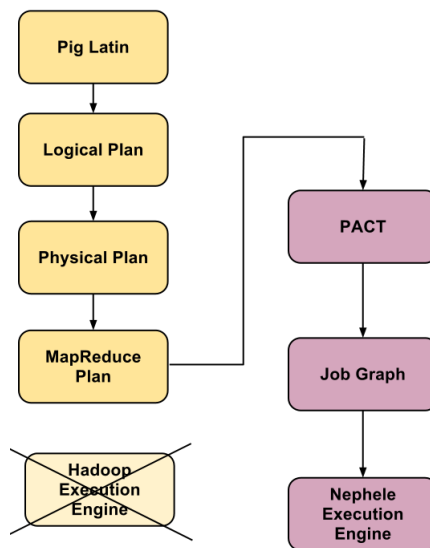 Pig Latin
Logical Plan
Physical Plan
MapReduce
Plan
Hadoop
Execution
Engine
PACT
Job Graph
Nephele
Execution
Engine